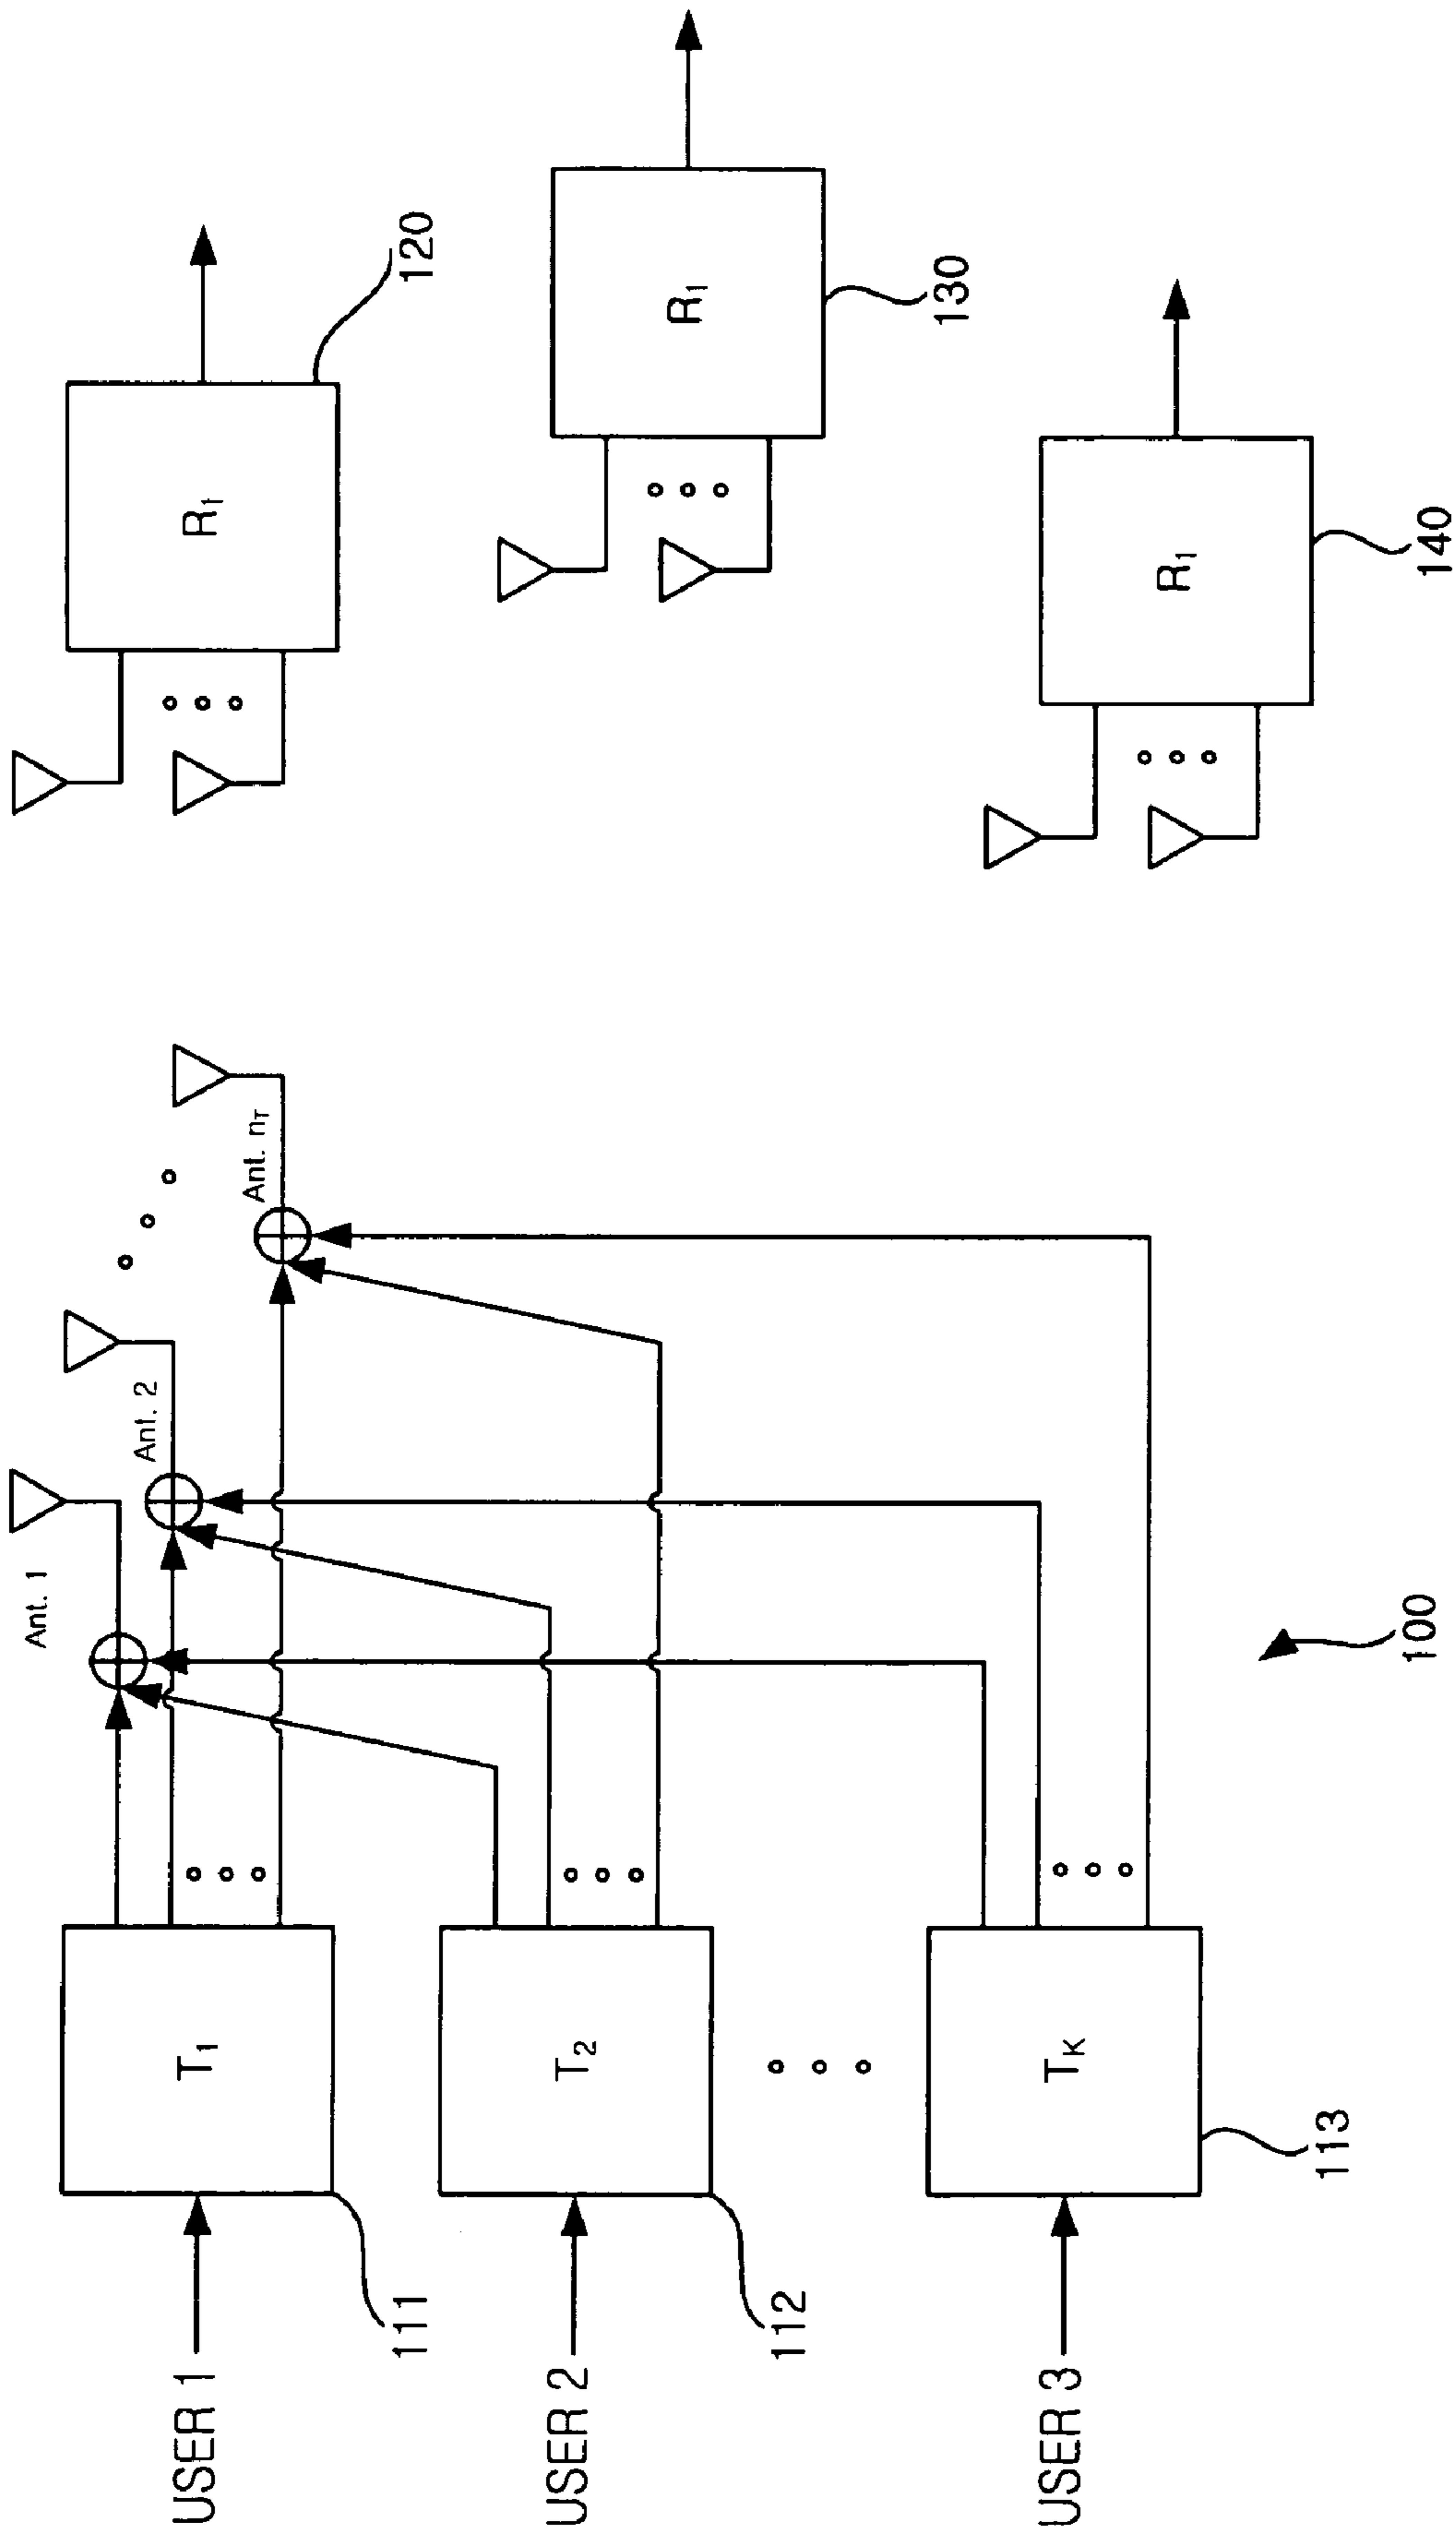 USER 1
T₁
111
USER 2
T₂
112
USER 3
Tₖ
113
100
Ant. 1
Ant. 2
Ant. n_T
R₁
120
R₁
130
R₁
140